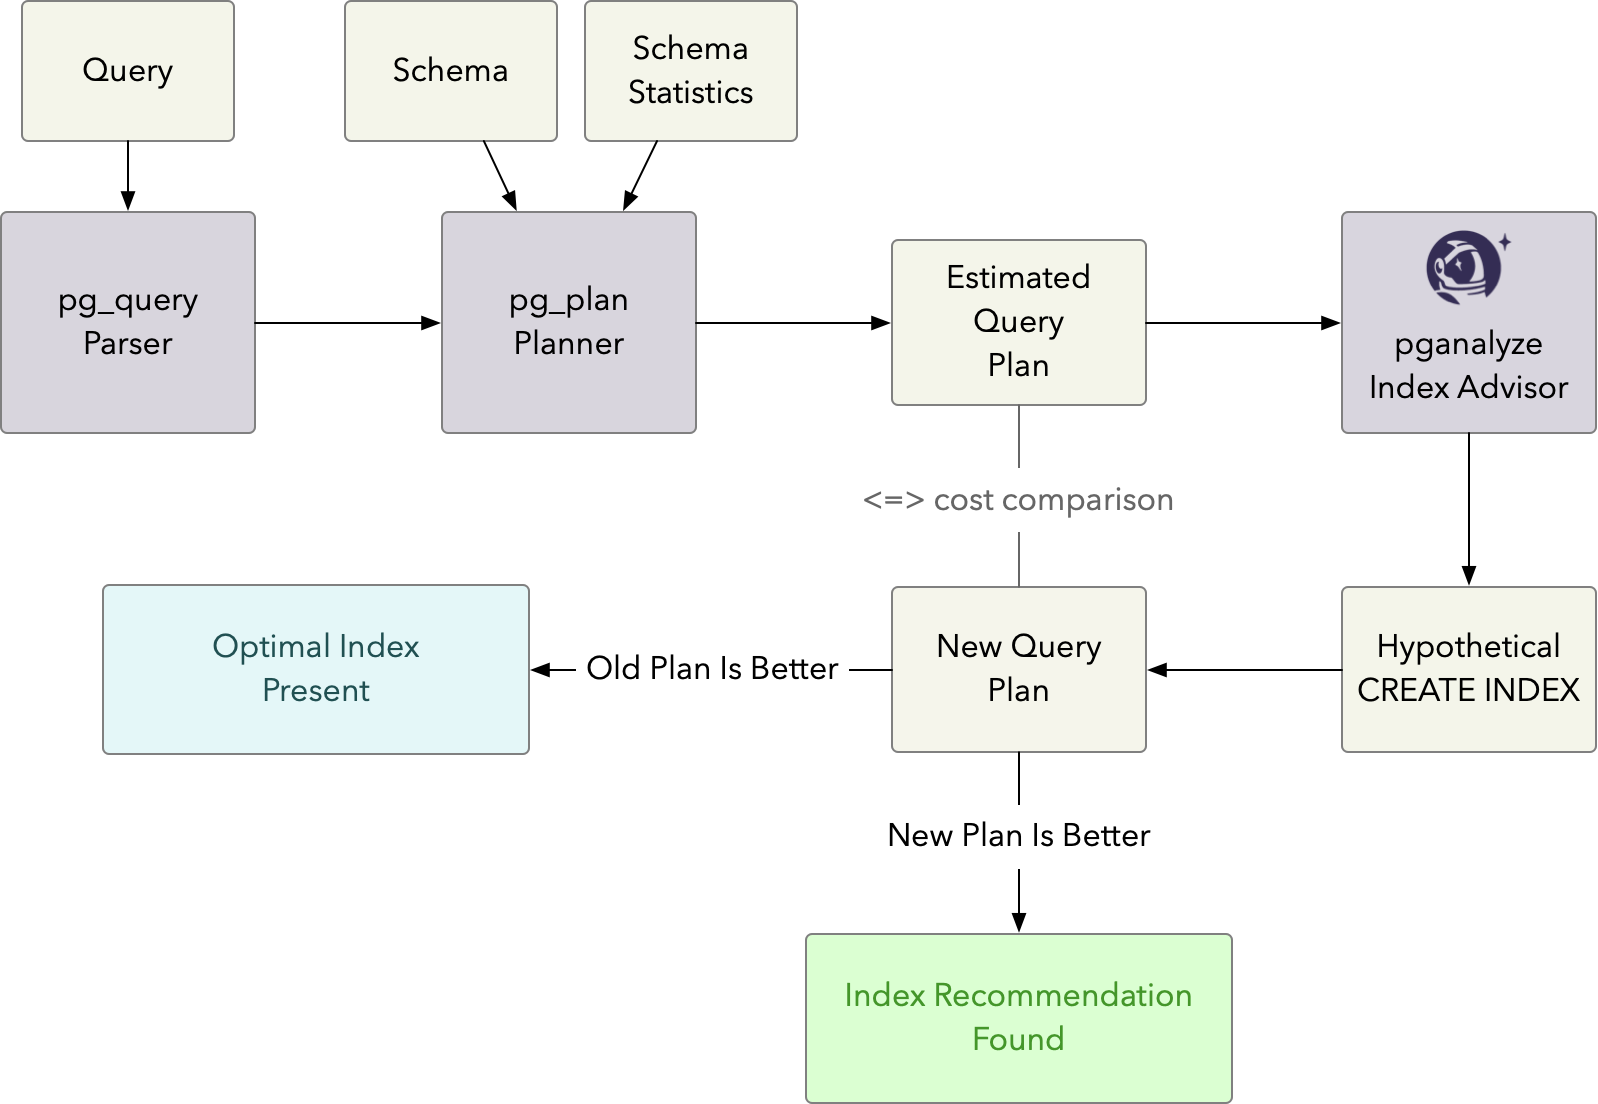 Query
Schema
Schema
Statistics
pg_query
Parser
pg_plan
Planner
Estimated
Query
Plan
pganalyze
Index Advisor
<=> cost comparison
Optimal Index
Present
Old Plan Is Better
New Query
Plan
Hypothetical
CREATE INDEX
New Plan Is Better
Index Recommendation
Found